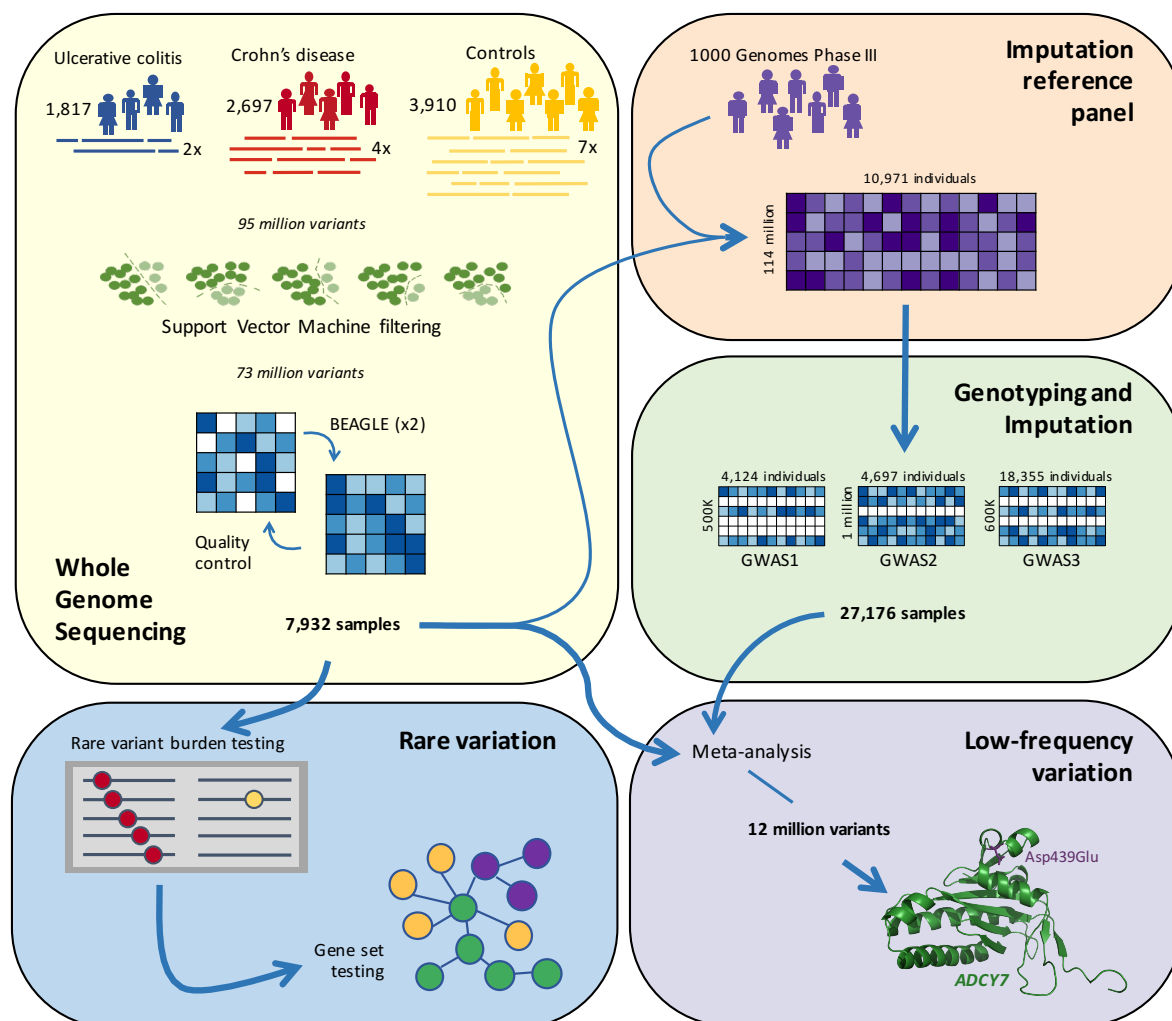 Ulcerative colitis
1,817
2x
Crohn's disease
2,697
4x
Controls
3,910
7x
95 million variants
Support Vector Machine filtering
73 million variants
BEAGLE (x2)
Quality
control
Whole
Genome
Sequencing
7,932 samples
1000 Genomes Phase III
Imputation
reference
panel
10,971 individuals
114 million
Genotyping and
Imputation
4,124 individuals
500K
GWAS1
4,697 individuals
1 million
GWAS2
18,355 individuals
600K
GWAS3
27,176 samples
Rare variant burden testing
Rare variation
Gene set
testing
Meta-analysis
Low-frequency
variation
12 million variants
Asp439Glu
ADCY7